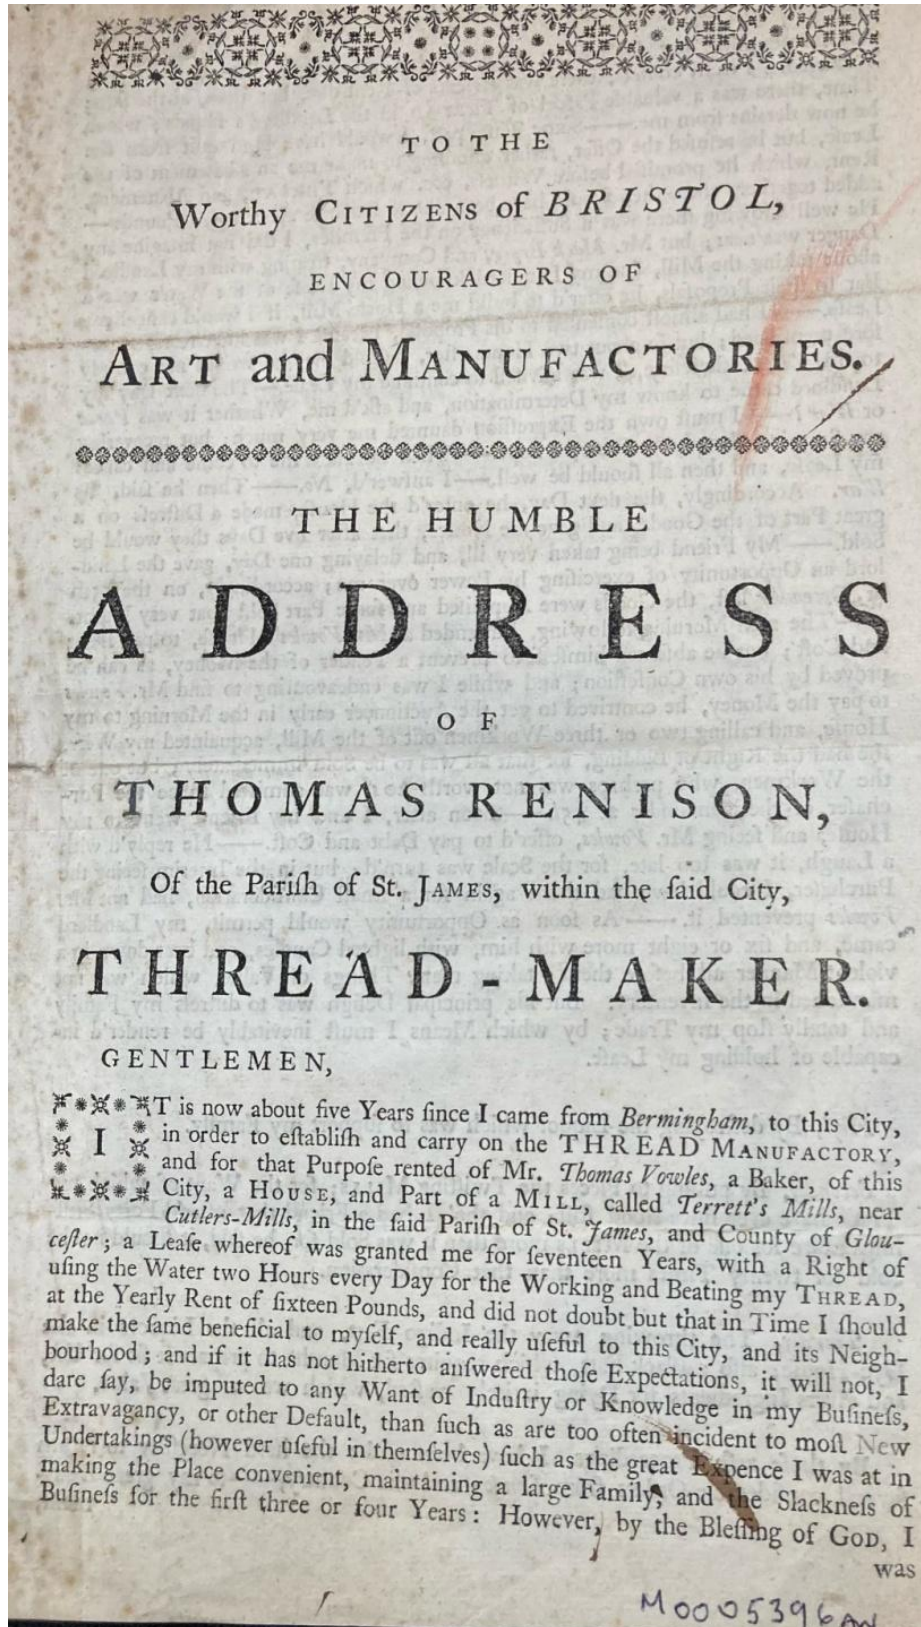 TO THE
Worthy CITIZENS of BRISTOL,
ENCOURAGERS OF
ART and MANUFACTORIES.
THE HUMBLE
ADDRESS
OF
THOMAS RENISON,
Of the Pariſh of St. JAMES, within the ſaid City,
THREAD-MAKER.
GENTLEMEN,
IT is now about five Years ſince I came from Bermingham, to this City,
in order to eſtabliſh and carry on the THREAD MANUFACTORY,
and for that Purpoſe rented of Mr. Thomas Vowles, a Baker, of this
City, a HOUSE, and Part of a MILL, called Terrett's Mills, near
Cutlers-Mills, in the ſaid Pariſh of St. James, and County of Glou-
ceſter; a Leaſe whereof was granted me for ſeventeen Years, with a Right of
uſing the Water two Hours every Day for the Working and Beating my THREAD,
at the Yearly Rent of ſixteen Pounds, and did not doubt but that in Time I ſhould
make the ſame beneficial to myſelf, and really uſeful to this City, and its Neigh-
bourhood; and if it has not hitherto anſwered thoſe Expectations, it will not, I
dare ſay, be imputed to any Want of Induſtry or Knowledge in my Buſineſs,
Extravagancy, or other Default, than ſuch as are too often incident to moſt New
Undertakings (however uſeful in themſelves) ſuch as the great Expence I was at in
making the Place convenient, maintaining a large Family, and the Slackneſs of
Buſineſs for the firſt three or four Years: However, by the Bleſſing of GOD, I
was
M0005396AN